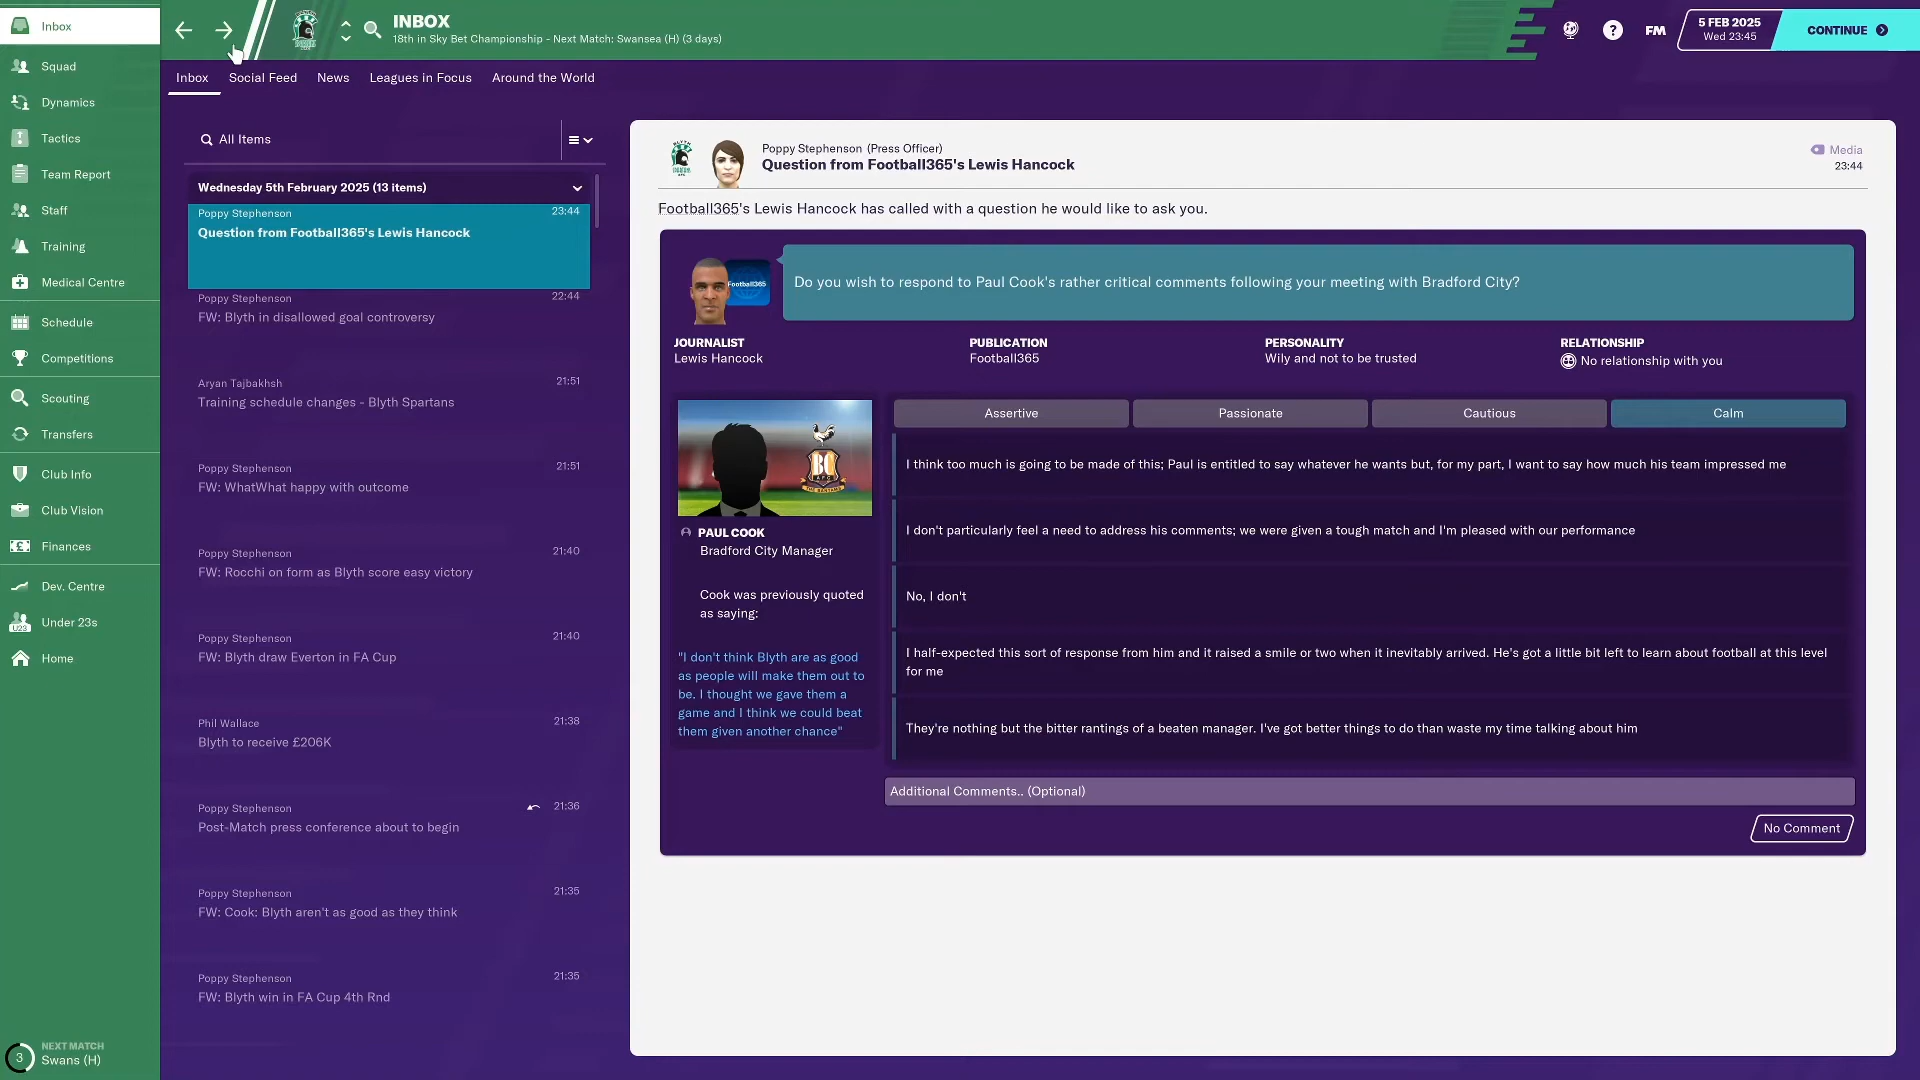 Inbox
INBOX
18th in Sky Bet Championship - Next Match: Swansea (H) (3 days)
FM
5 FEB 2025
Wed 23:45
CONTINUE
Inbox
Social Feed
News
Leagues in Focus
Around the World
Squad
Dynamics
Tactics
Team Report
Staff
Training
Medical Centre
Schedule
Competitions
Scouting
Transfers
Club Info
Club Vision
Finances
Dev. Centre
U23
Under 23s
Home
3
NEXT MATCH
Swans (H)
All Items
Wednesday 5th February 2025 (13 items)
Poppy Stephenson
23:44
Question from Football365's Lewis Hancock
Poppy Stephenson
22:44
FW: Blyth in disallowed goal controversy
Aryan Tajbakhsh
21:51
Training schedule changes - Blyth Spartans
Poppy Stephenson
21:51
FW: WhatWhat happy with outcome
Poppy Stephenson
21:40
FW: Rocchi on form as Blyth score easy victory
Poppy Stephenson
21:40
FW: Blyth draw Everton in FA Cup
Phil Wallace
21:38
Blyth to receive £206K
Poppy Stephenson
21:36
Post-Match press conference about to begin
Poppy Stephenson
21:35
FW: Cook: Blyth aren't as good as they think
Poppy Stephenson
21:35
FW: Blyth win in FA Cup 4th Rnd
Poppy Stephenson (Press Officer)
Question from Football365's Lewis Hancock
Media
23:44
Football365's Lewis Hancock has called with a question he would like to ask you.
Football365
Do you wish to respond to Paul Cook's rather critical comments following your meeting with Bradford City?
JOURNALIST
Lewis Hancock
PUBLICATION
Football365
PERSONALITY
Wily and not to be trusted
RELATIONSHIP
No relationship with you
BC
PAUL COOK
Bradford City Manager
Cook was previously quoted
as saying:
"I don't think Blyth are as good
as people will make them out to
be. I thought we gave them a
game and I think we could beat
them given another chance"
Assertive
Passionate
Cautious
Calm
I think too much is going to be made of this; Paul is entitled to say whatever he wants but, for my part, I want to say how much his team impressed me
I don't particularly feel a need to address his comments; we were given a tough match and I'm pleased with our performance
No, I don't
I half-expected this sort of response from him and it raised a smile or two when it inevitably arrived. He's got a little bit left to learn about football at this level
for me
They're nothing but the bitter rantings of a beaten manager. I've got better things to do than waste my time talking about him
Additional Comments.. (Optional)
No Comment